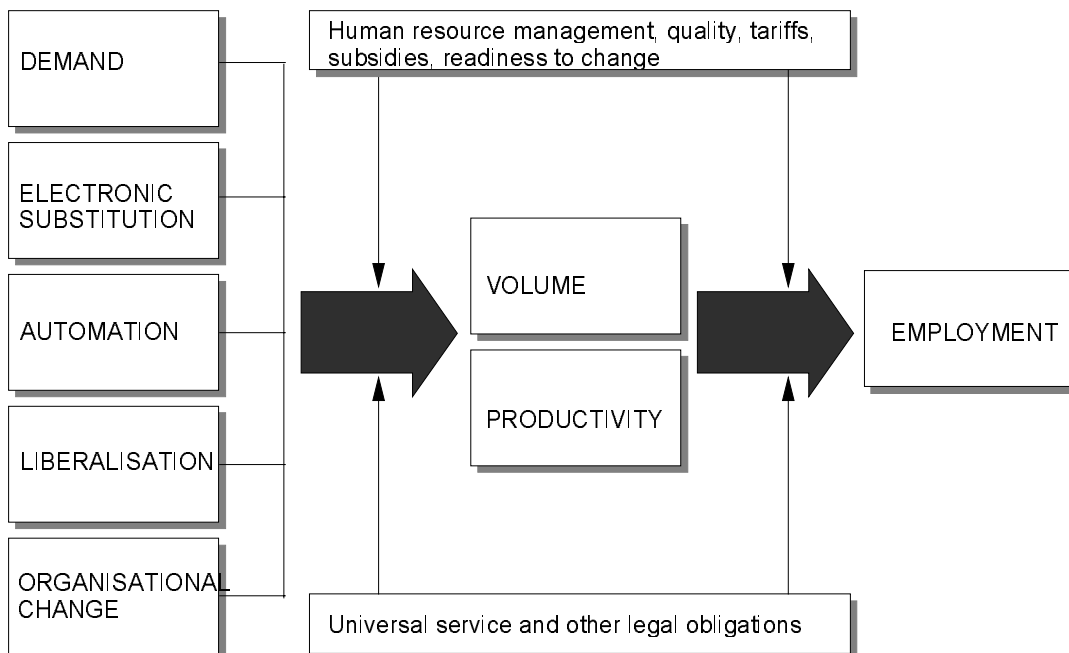 DEMAND
ELECTRONIC
SUBSTITUTION
AUTOMATION
LIBERALISATION
ORGANISATIONAL
CHANGE
Human resource management, quality, tariffs,
subsidies, readiness to change
VOLUME
PRODUCTIVITY
Universal service and other legal obligations
EMPLOYMENT